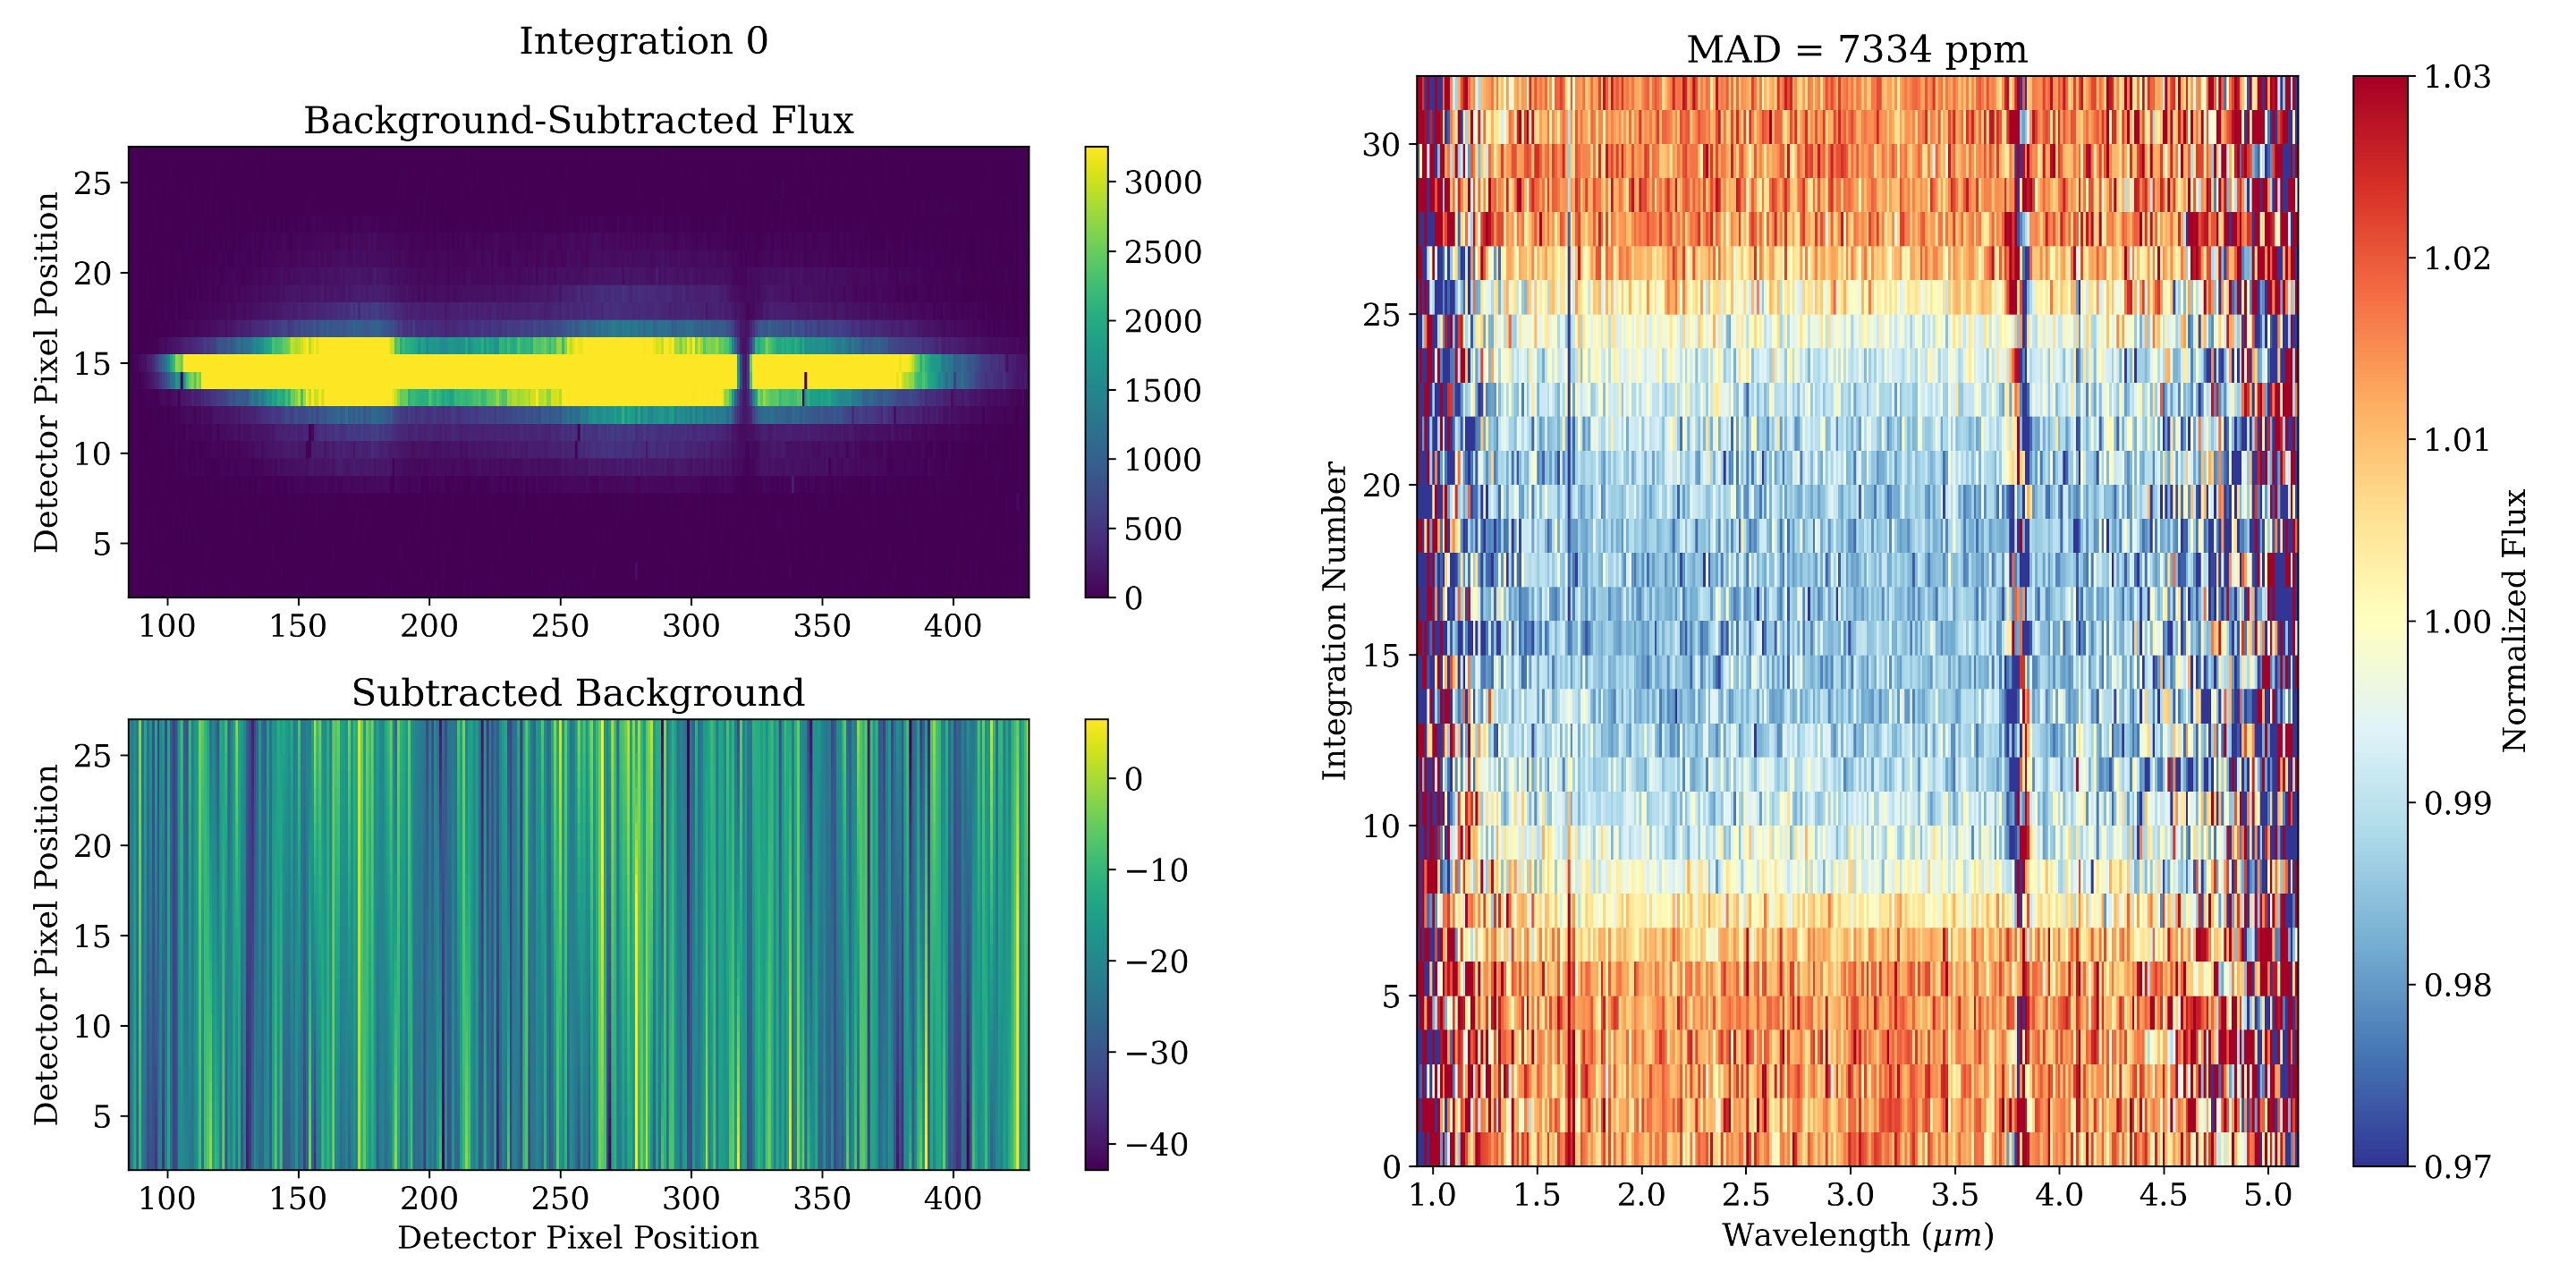 Integration 0
Background-Subtracted Flux
Detector Pixel Position
25
20
15
10
5
100 150 200 250 300 350 400
3000
2500
2000
1500
1000
500
0
Subtracted Background
Detector Pixel Position
25
20
15
10
5
100 150 200 250 300 350 400
Detector Pixel Position
0
−10
−20
−30
−40
MAD = 7334 ppm
Integration Number
30
25
20
15
10
5
0
1.0 1.5 2.0 2.5 3.0 3.5 4.0 4.5 5.0
Wavelength (μm)
1.03
1.02
1.01
1.00
0.99
0.98
0.97
Normalized Flux